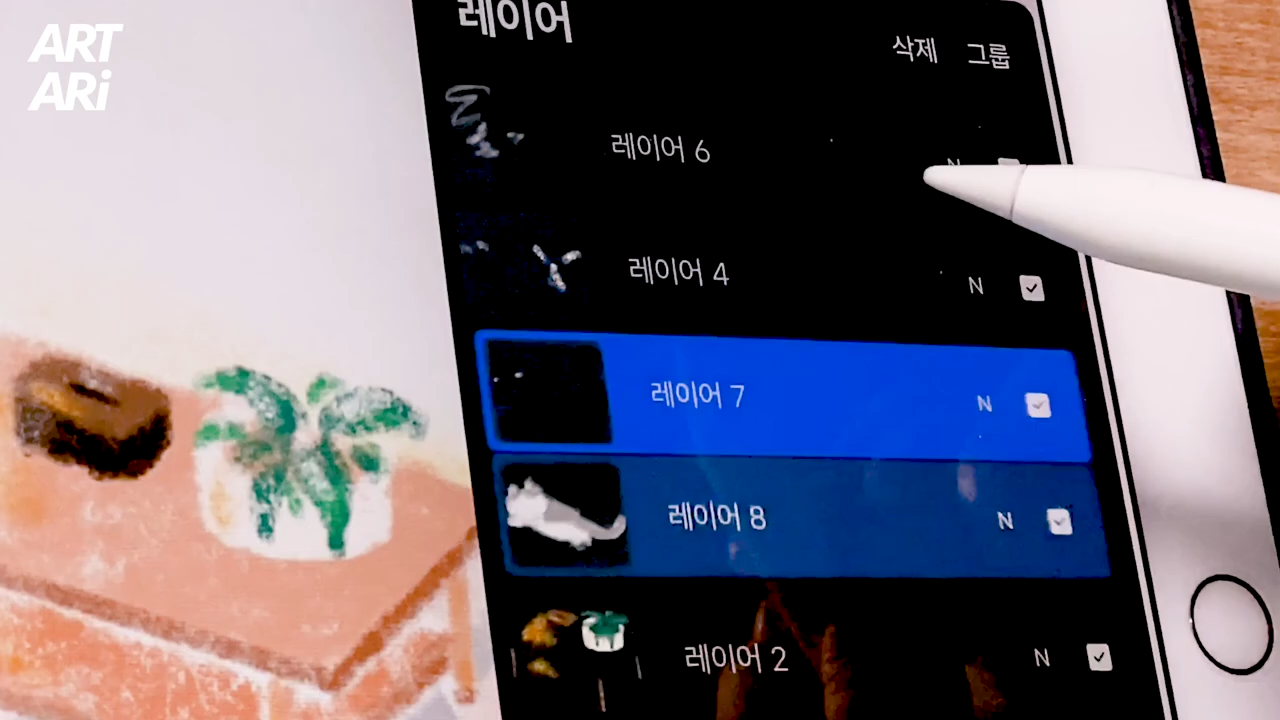 ART
ARi
레이어
삭제 그룹
레이어 6 N
레이어 4 N
레이어 7 N
레이어 8 N
레이어 2 N